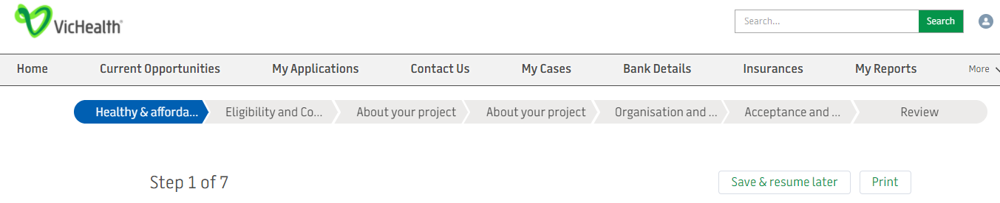 VicHealth
Search...
Search
Home Current Opportunities My Applications Contact Us My Cases Bank Details Insurances My Reports More
Healthy & afforda... Eligibility and Co... About your project About your project Organisation and ... Acceptance and ... Review
Step 1 of 7
Save & resume later Print